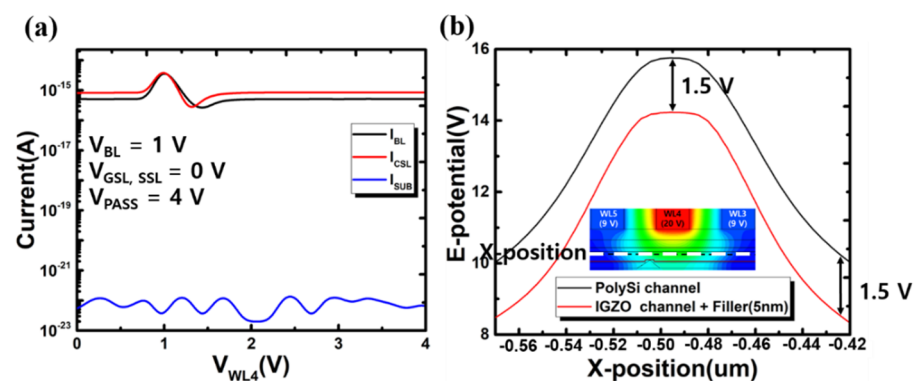 (a)
Current(A)
10⁻¹⁵
10⁻¹⁷
10⁻¹⁹
10⁻²¹
10⁻²³
V_BL = 1 V
V_GSL, SSL = 0 V
V_PASS = 4 V
I_BL
I_CSL
I_SUB
0 1 2 3 4
V_WL4(V)
(b)
E-potential(V)
16
14
12
10
8
1.5 V
WL5 WL4 WL3
(9 V) (20 V) (9 V)
X-position
PolySi channel
IGZO channel + Filler(5nm)
1.5 V
-0.56 -0.54 -0.52 -0.50 -0.48 -0.46 -0.44 -0.42
X-position(um)